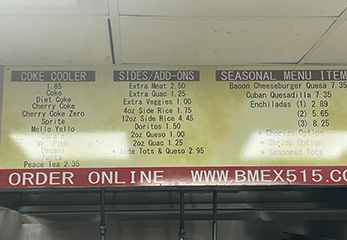 COKE COOLER
1.85
Coke
Diet Coke
Cherry Coke
Cherry Coke Zero
Sprite
Mello Yello
Mr. Pibb
Dasani
Peace Tea 2.35
SIDES/ADD-ONS
Extra Meat 2.50
Extra Guac 1.25
Extra Veggies 1.00
4oz Side Rice 1.75
12oz Side Rice 4.45
Doritos 1.50
2oz Queso 1.00
2oz Guac 1.25
* Side Tots & Queso 2.95
SEASONAL MENU ITEM
Bacon Cheeseburger Quesa 7.35
Cuban Quesadilla 7.35
Enchiladas (1) 2.89
(2) 5.65
(3) 8.25
* Chorizo Option
* Shrimp Option
* Seasoned Tots
ORDER ONLINE WWW.BMEX515.CO